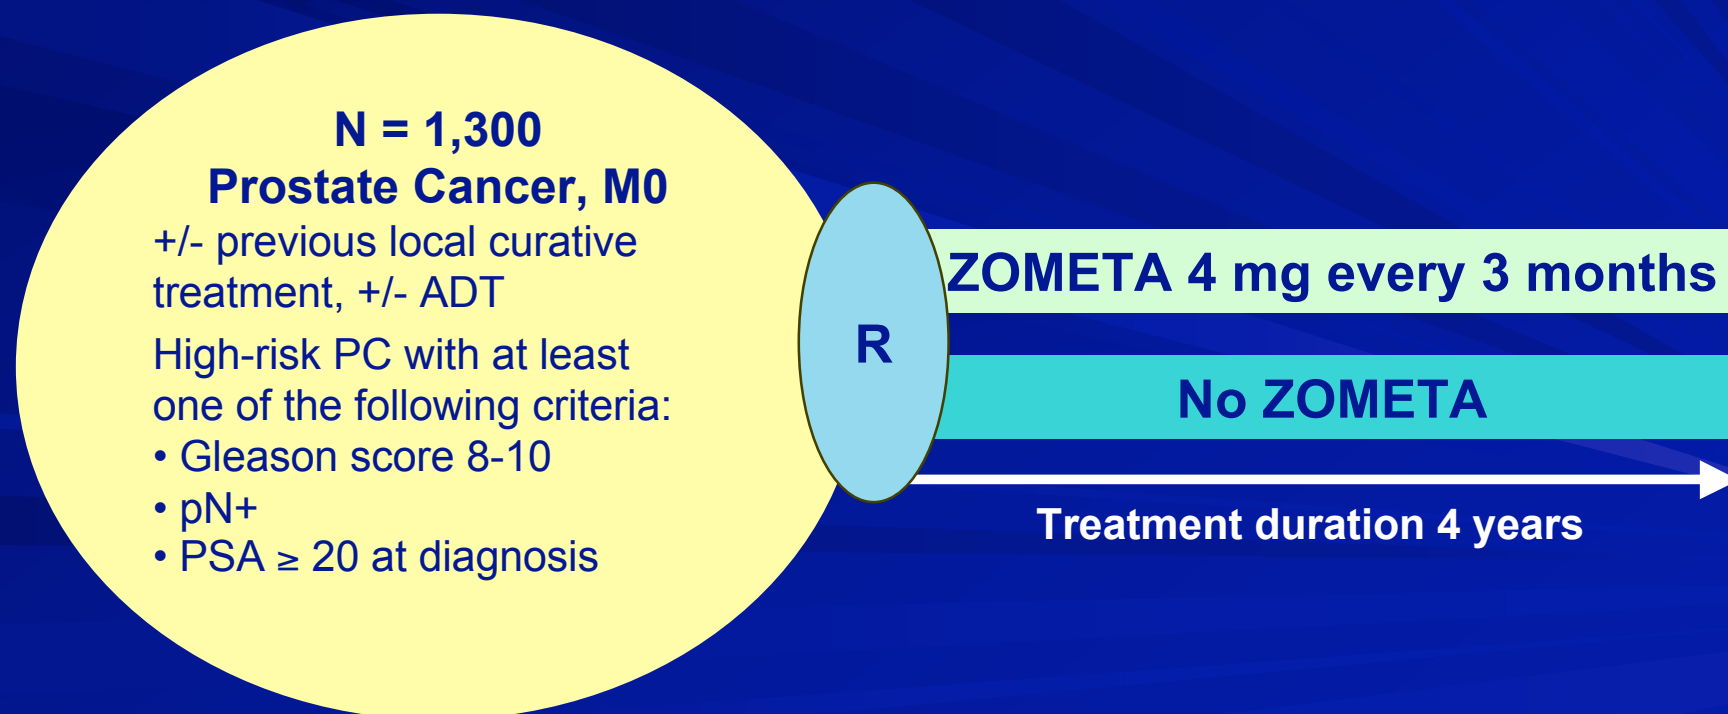 N = 1,300
Prostate Cancer, M0
+/- previous local curative
treatment, +/- ADT
High-risk PC with at least
one of the following criteria:
• Gleason score 8-10
• pN+
• PSA ≥ 20 at diagnosis
R
ZOMETA 4 mg every 3 months
No ZOMETA
Treatment duration 4 years